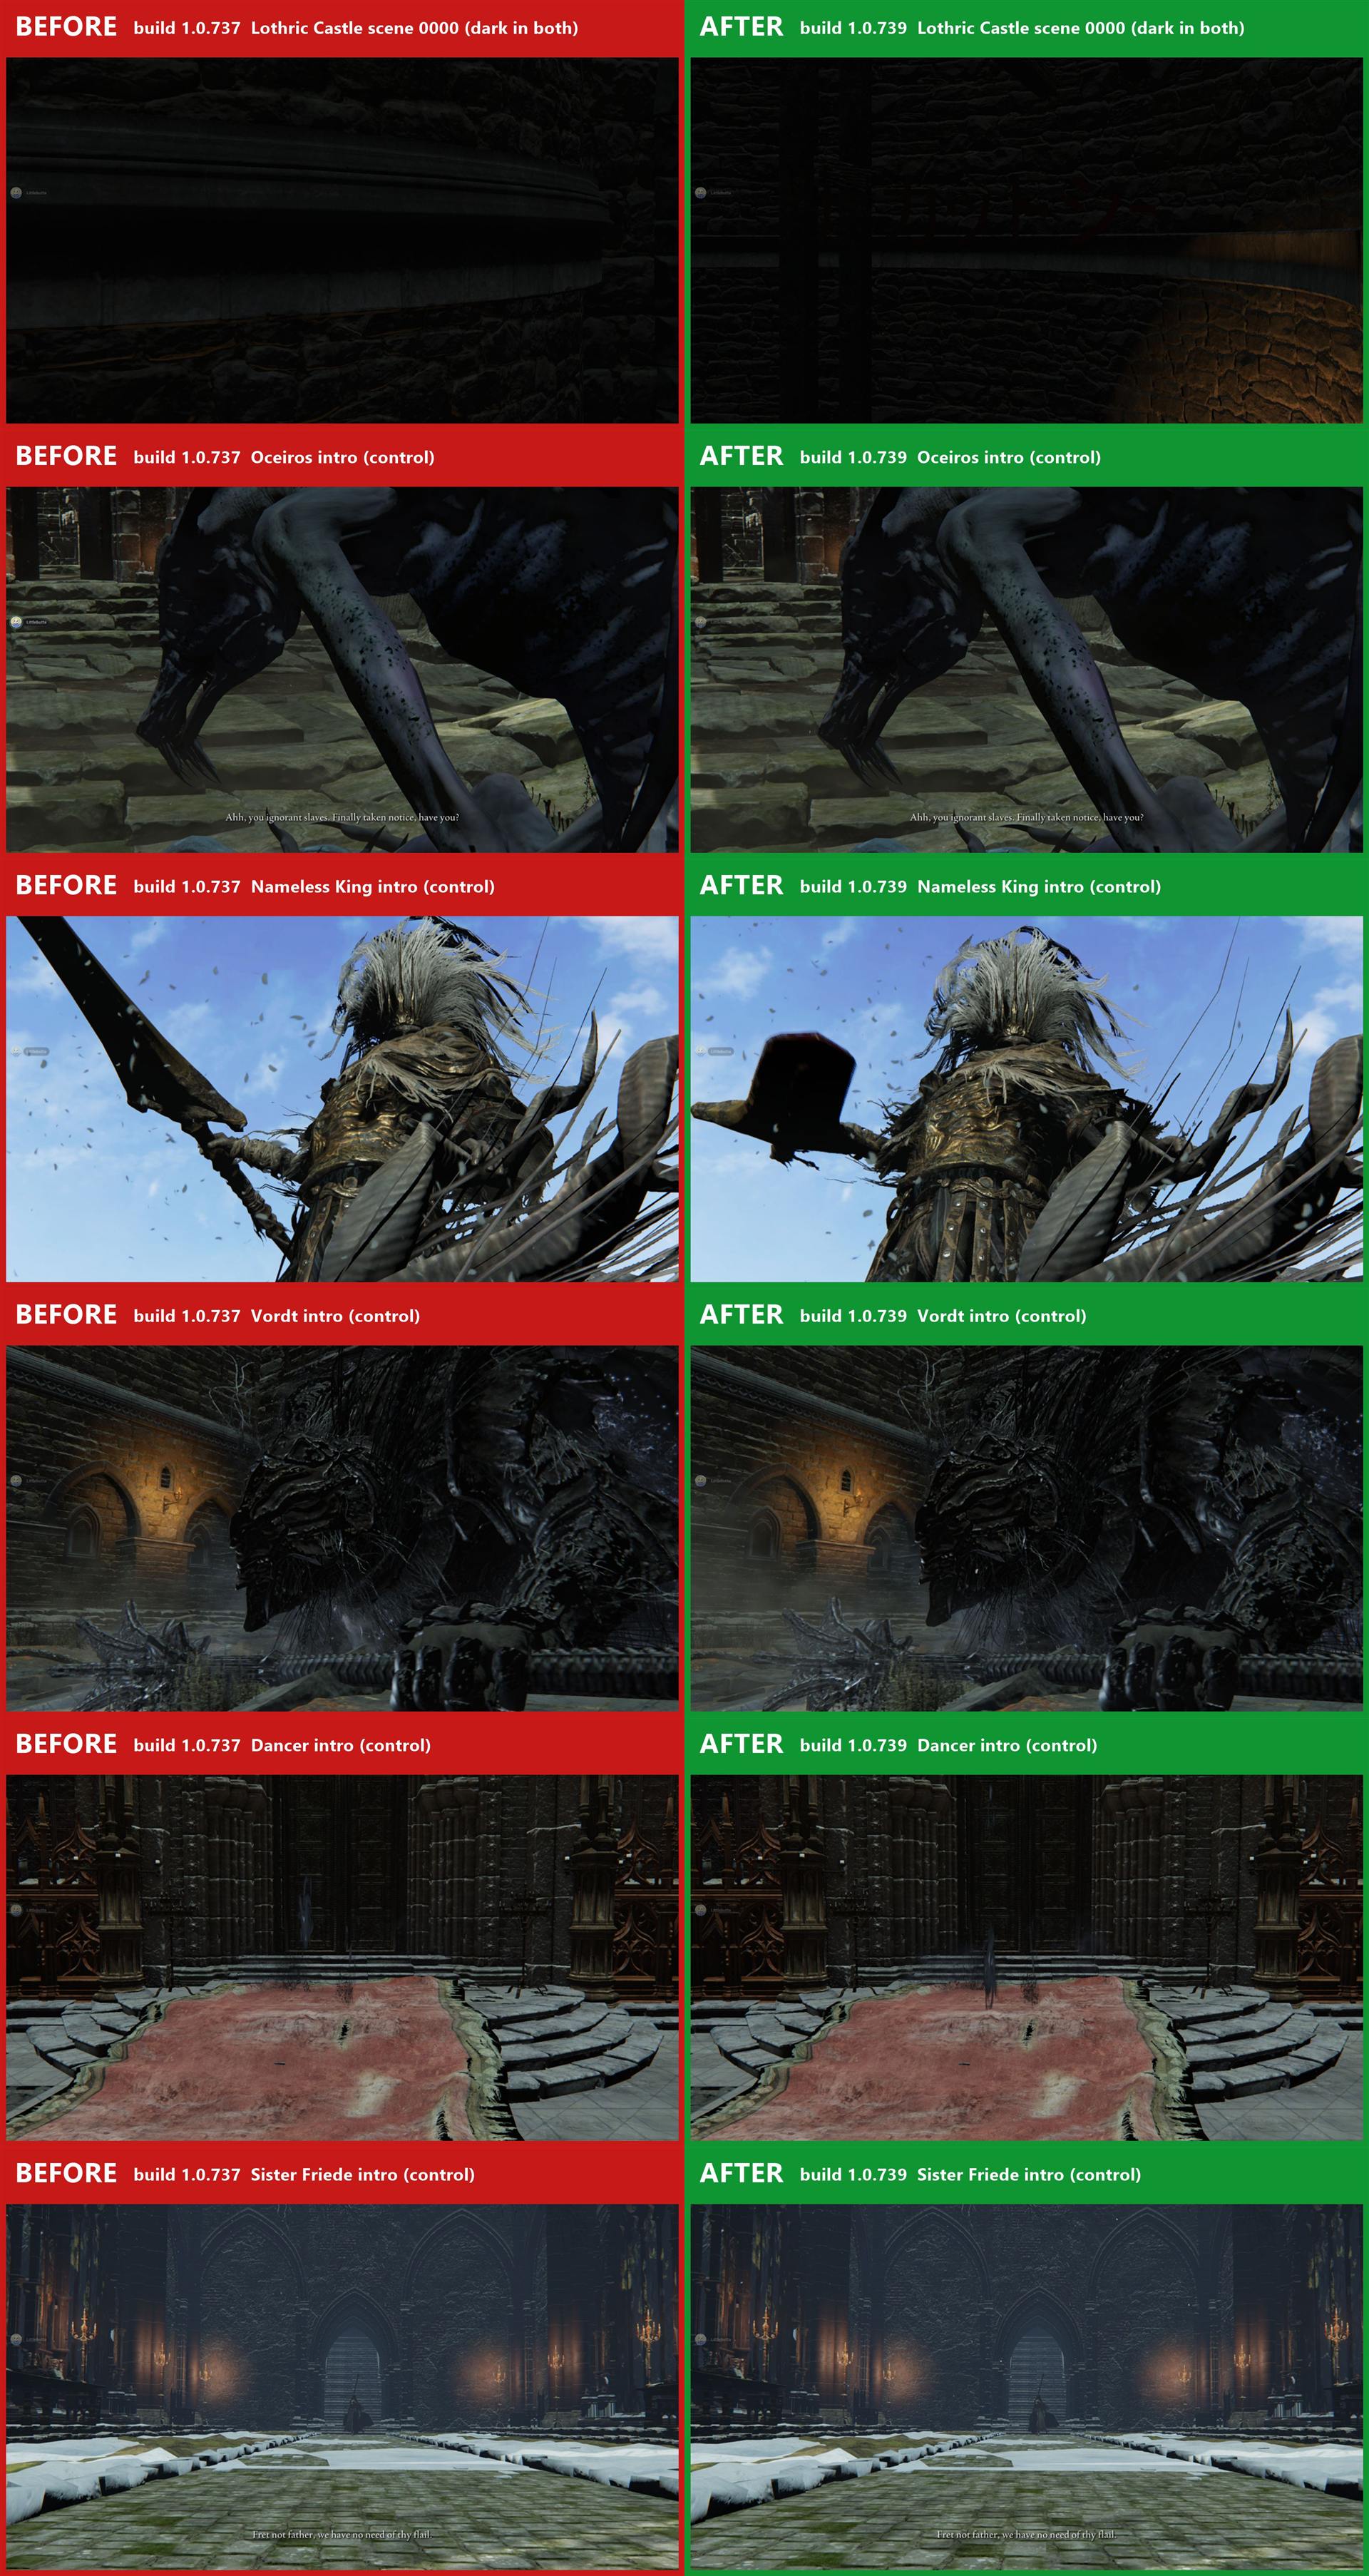 BEFORE build 1.0.737 Lothric Castle scene 0000 (dark in both)
AFTER build 1.0.739 Lothric Castle scene 0000 (dark in both)
BEFORE build 1.0.737 Oceiros intro (control)
AFTER build 1.0.739 Oceiros intro (control)
Ahh, you ignorant slaves. Finally taken notice, have you?
Ahh, you ignorant slaves. Finally taken notice, have you?
BEFORE build 1.0.737 Nameless King intro (control)
AFTER build 1.0.739 Nameless King intro (control)
BEFORE build 1.0.737 Vordt intro (control)
AFTER build 1.0.739 Vordt intro (control)
BEFORE build 1.0.737 Dancer intro (control)
AFTER build 1.0.739 Dancer intro (control)
BEFORE build 1.0.737 Sister Friede intro (control)
AFTER build 1.0.739 Sister Friede intro (control)
Fret not father, we have no need of thy flail.
Fret not father, we have no need of thy flail.